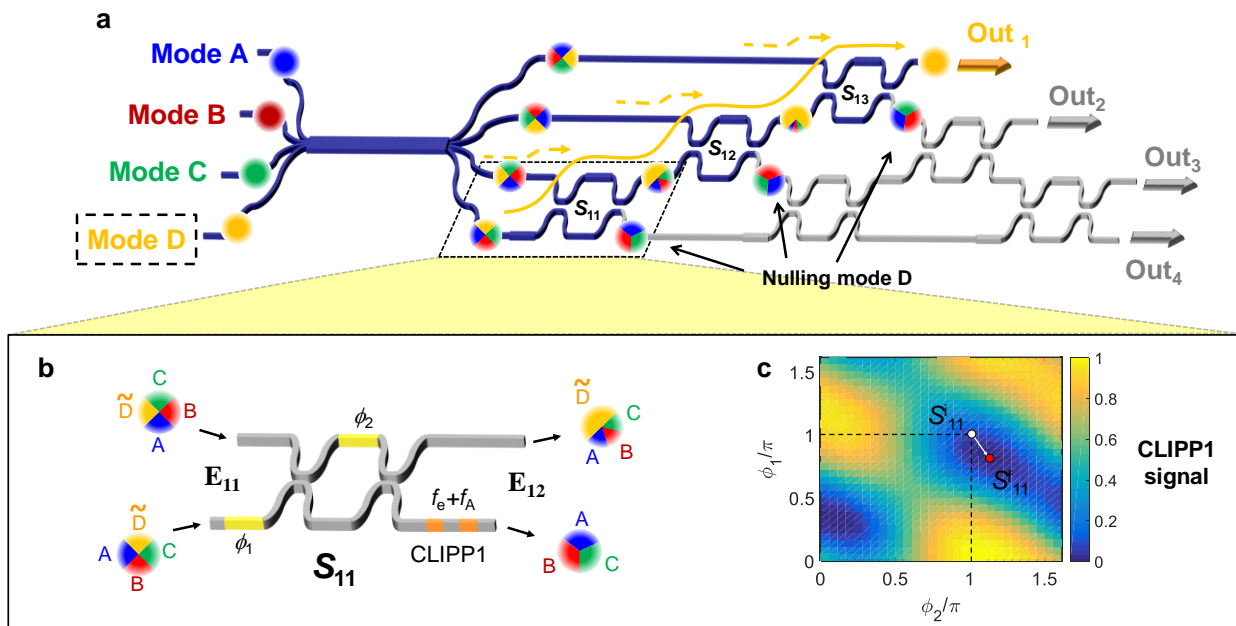 a
Mode A
Mode B
Mode C
Mode D
Out 1
Out2
Out3
Out4
S13
S12
S11
Nulling mode D
b
C
D̃
B
A
D̃
A
C
B
E11
ϕ1
ϕ2
S11
fe+fA
CLIPP1
E12
D̃
C
A
B
A
B
C
c
ϕ1/π
1.5
1
0.5
0
0
0.5
1
1.5
ϕ2/π
Si11
Sf11
1
0.8
0.6
0.4
0.2
0
CLIPP1
signal